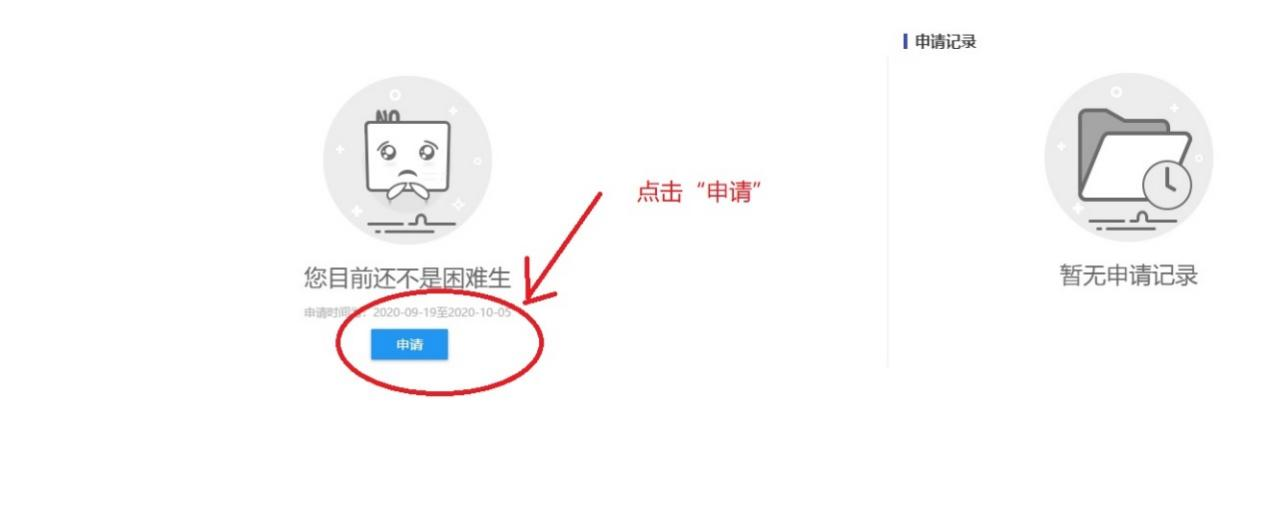 申请记录
NO
点击“申请”
您目前还不是困难生
暂无申请记录
申请时间 : 2020-09-19至2020-10-05
申请